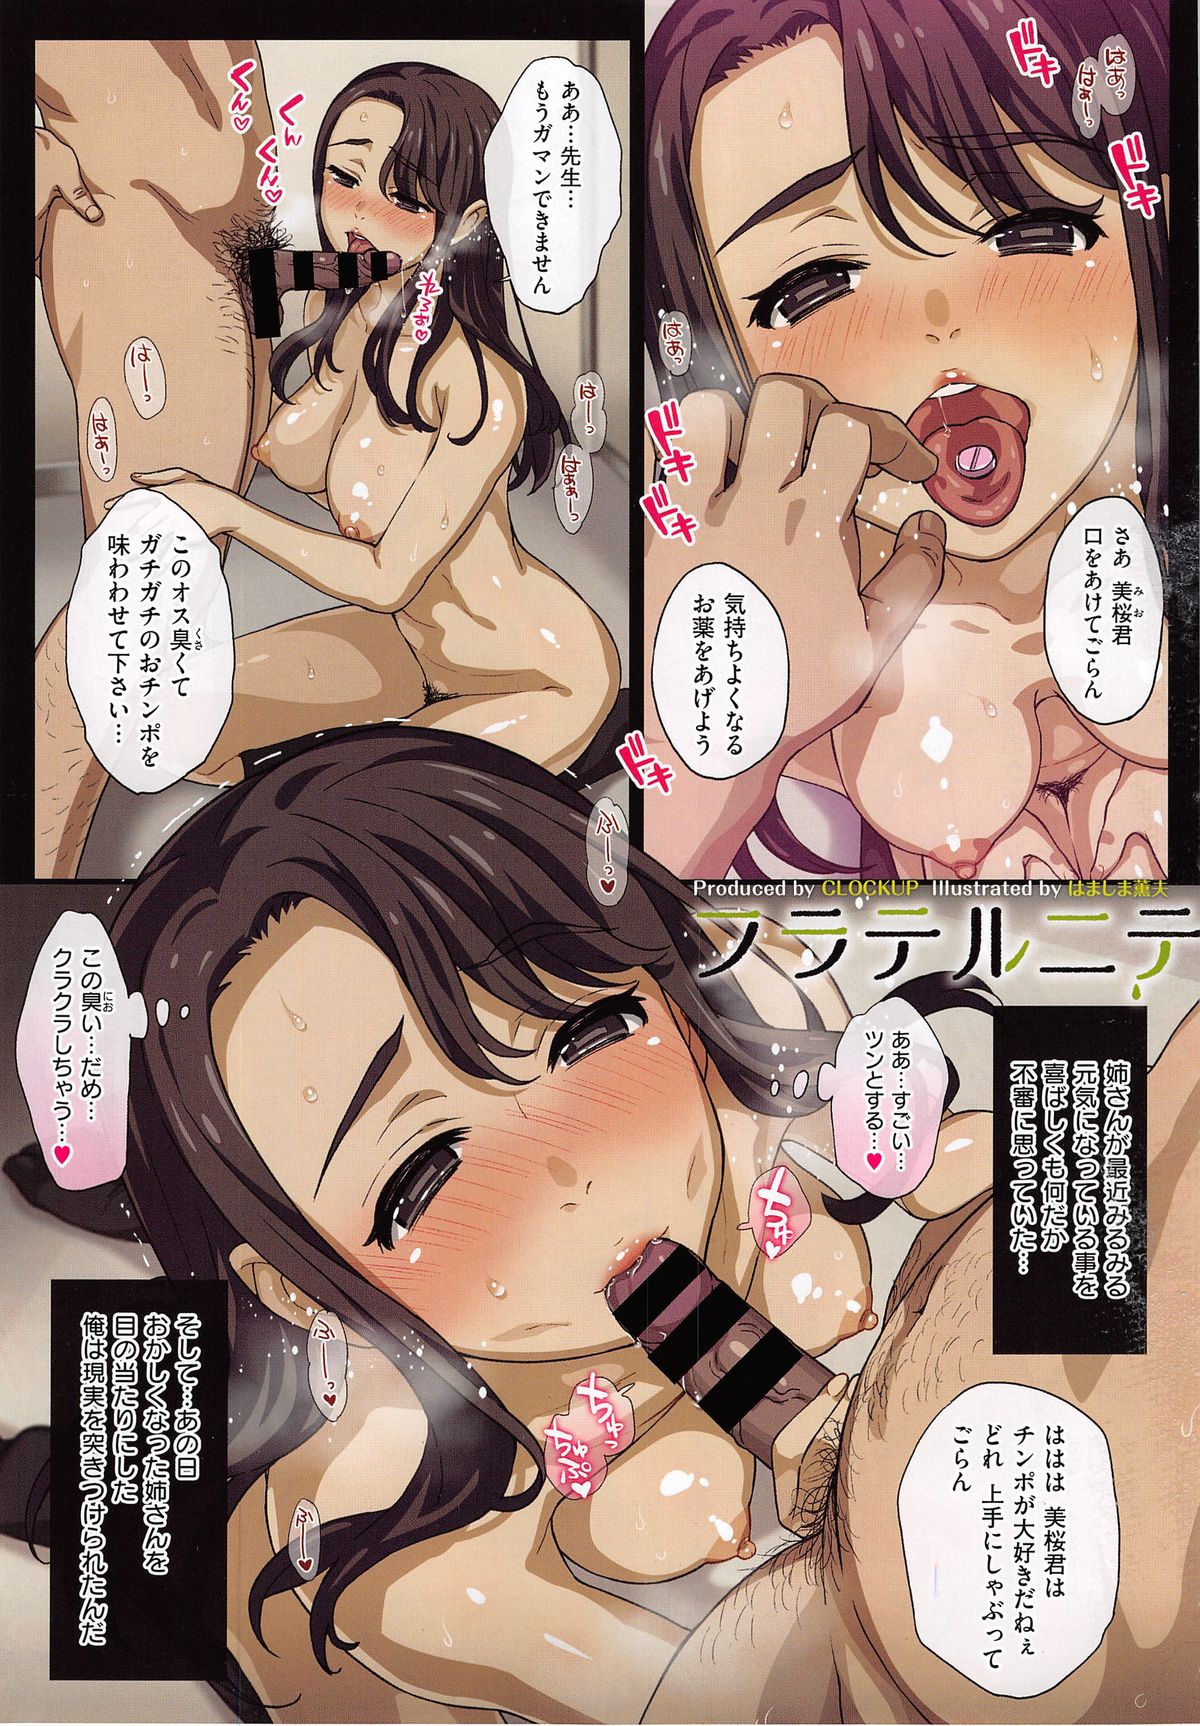 さあ 美桜君
口をあけてごらん
みお
気持ちよくなる
お薬をあげよう
はぁっ
はぁーっ
はぁっ
ドキ
ドキ
ドキ
ドキ
ドキ
ああ…先生…
もうガマンできません
このオス臭くて
くさ
ガチガチのおチンポを
味わわせて下さい…
くんくん♡
くん
くん♡
れろぉ♡
はーっ
はぁーっ
はーっ
はぁぁーっ
Produced by CLOCKUP Illustrated by はましま薫夫
フラテルニテ
姉さんが最近みるみる
元気になっている事を
喜ばしくも何だか
不審に思っていた…
ああ…すごい…
ツンとする…♥
この臭い…だめ…
にお
クラクラしちゃう…♥
ふーっ♥
ちゅ♡
ちゅっ
ちゅぷ♡
ふーっ♥
ふーっ♥
ははは 美桜君は
チンポが大好きだねぇ
どれ 上手にしゃぶって
ごらん
そして…あの日
おかしくなった姉さんを
目の当たりにした
俺は現実を突きつけられたんだ